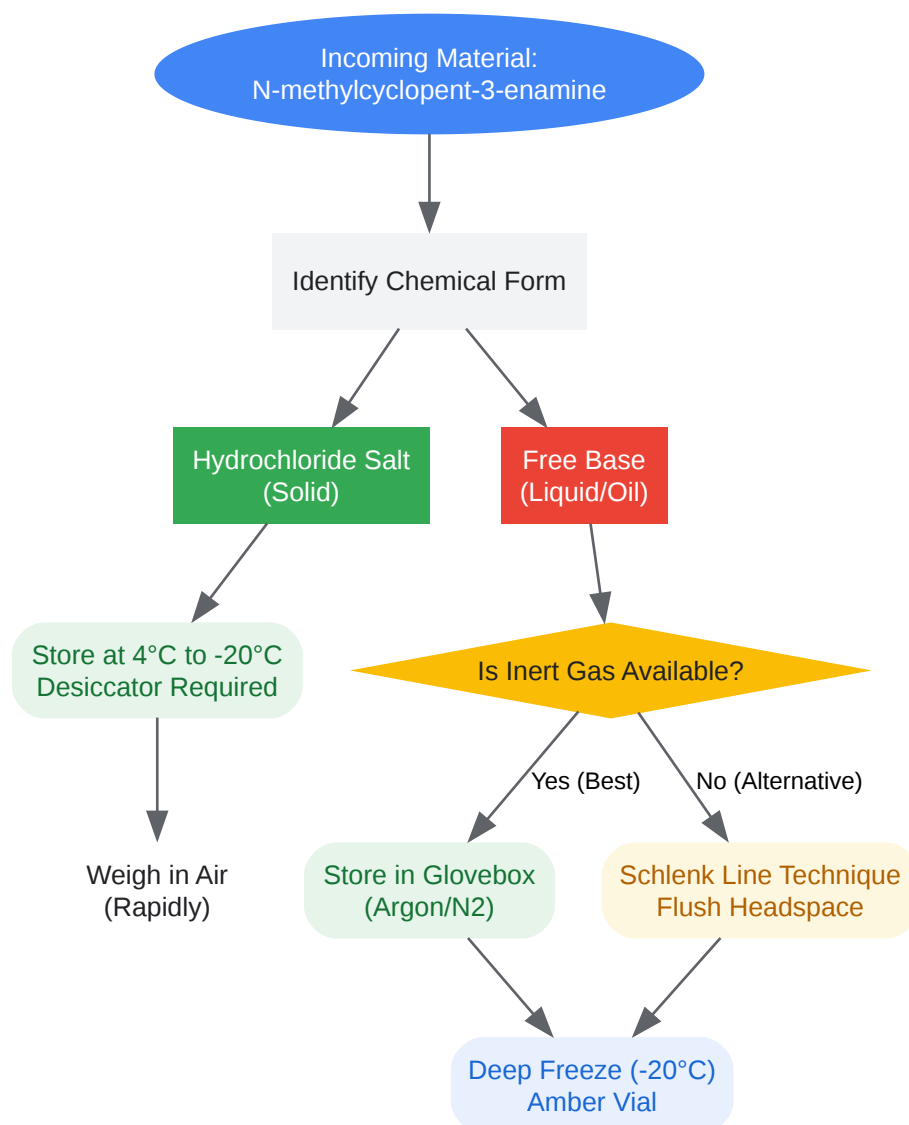 Incoming Material:
N-methylcyclopent-3-enamine
Identify Chemical Form
Hydrochloride Salt
(Solid)
Free Base
(Liquid/Oil)
Store at 4°C to -20°C
Desiccator Required
Is Inert Gas Available?
Yes (Best)
No (Alternative)
Weigh in Air
(Rapidly)
Store in Glovebox
(Argon/N2)
Schlenk Line Technique
Flush Headspace
Deep Freeze (-20°C)
Amber Vial